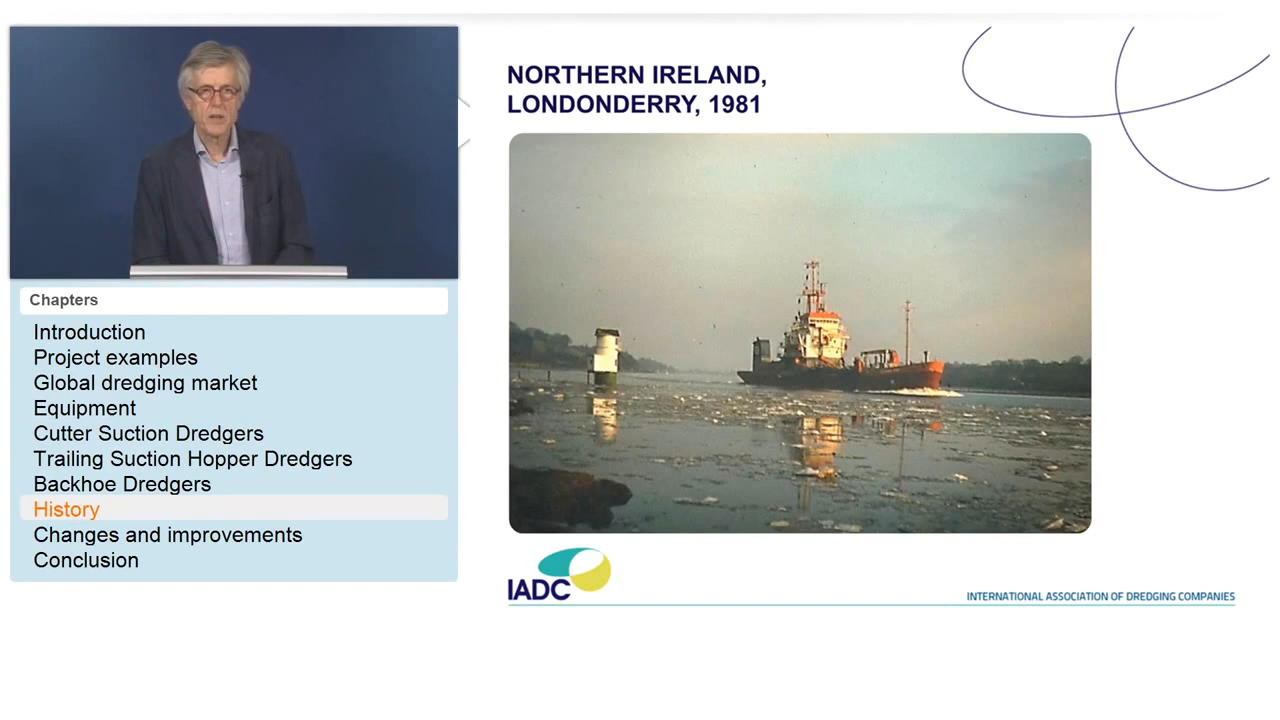 NORTHERN IRELAND,
LONDONDERRY, 1981
Chapters
Introduction
Project examples
Global dredging market
Equipment
Cutter Suction Dredgers
Trailing Suction Hopper Dredgers
Backhoe Dredgers
History
Changes and improvements
Conclusion
IADC
INTERNATIONAL ASSOCIATION OF DREDGING COMPANIES